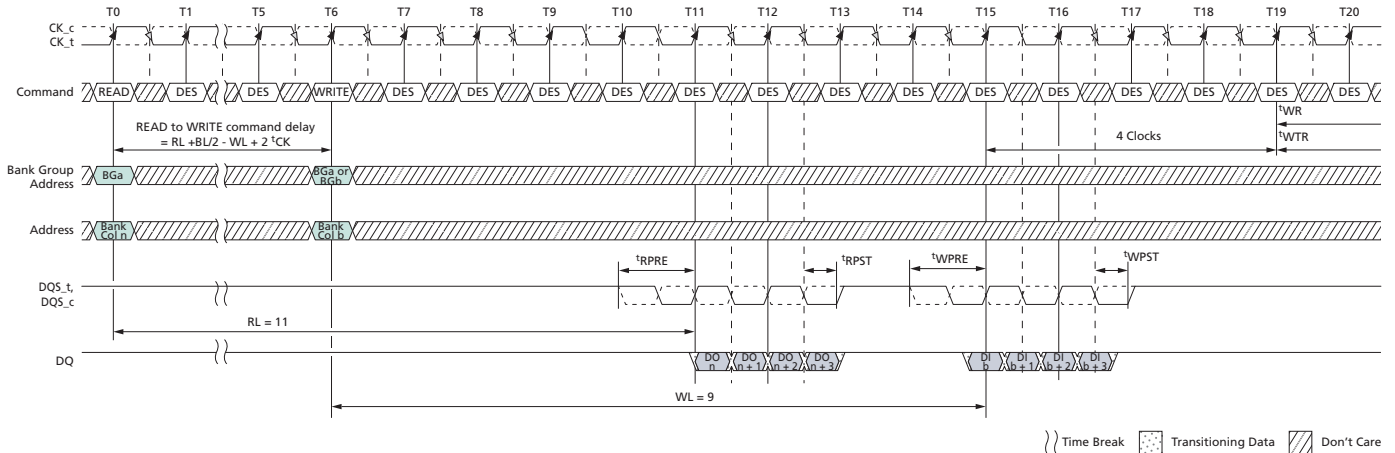 T0 T1 T5 T6 T7 T8 T9 T10 T11 T12 T13 T14 T15 T16 T17 T18 T19 T20
CK_c
CK_t
Command READ DES DES WRITE DES DES DES DES DES DES DES DES DES DES DES DES DES DES
tWR
READ to WRITE command delay
= RL +BL/2 - WL + 2 tCK
4 Clocks tWTR
Bank Group
Address
BGa BGa or
BGb
Address Bank
Col n
Bank
Col b
tRPRE tRPST tWPRE tWPST
DQS_t,
DQS_c
RL = 11
DQ DO
n
DO
n + 1
DO
n + 2
DO
n + 3
DI
b
DI
b + 1
DI
b + 2
DI
b + 3
WL = 9
Time Break Transitioning Data Don't Care